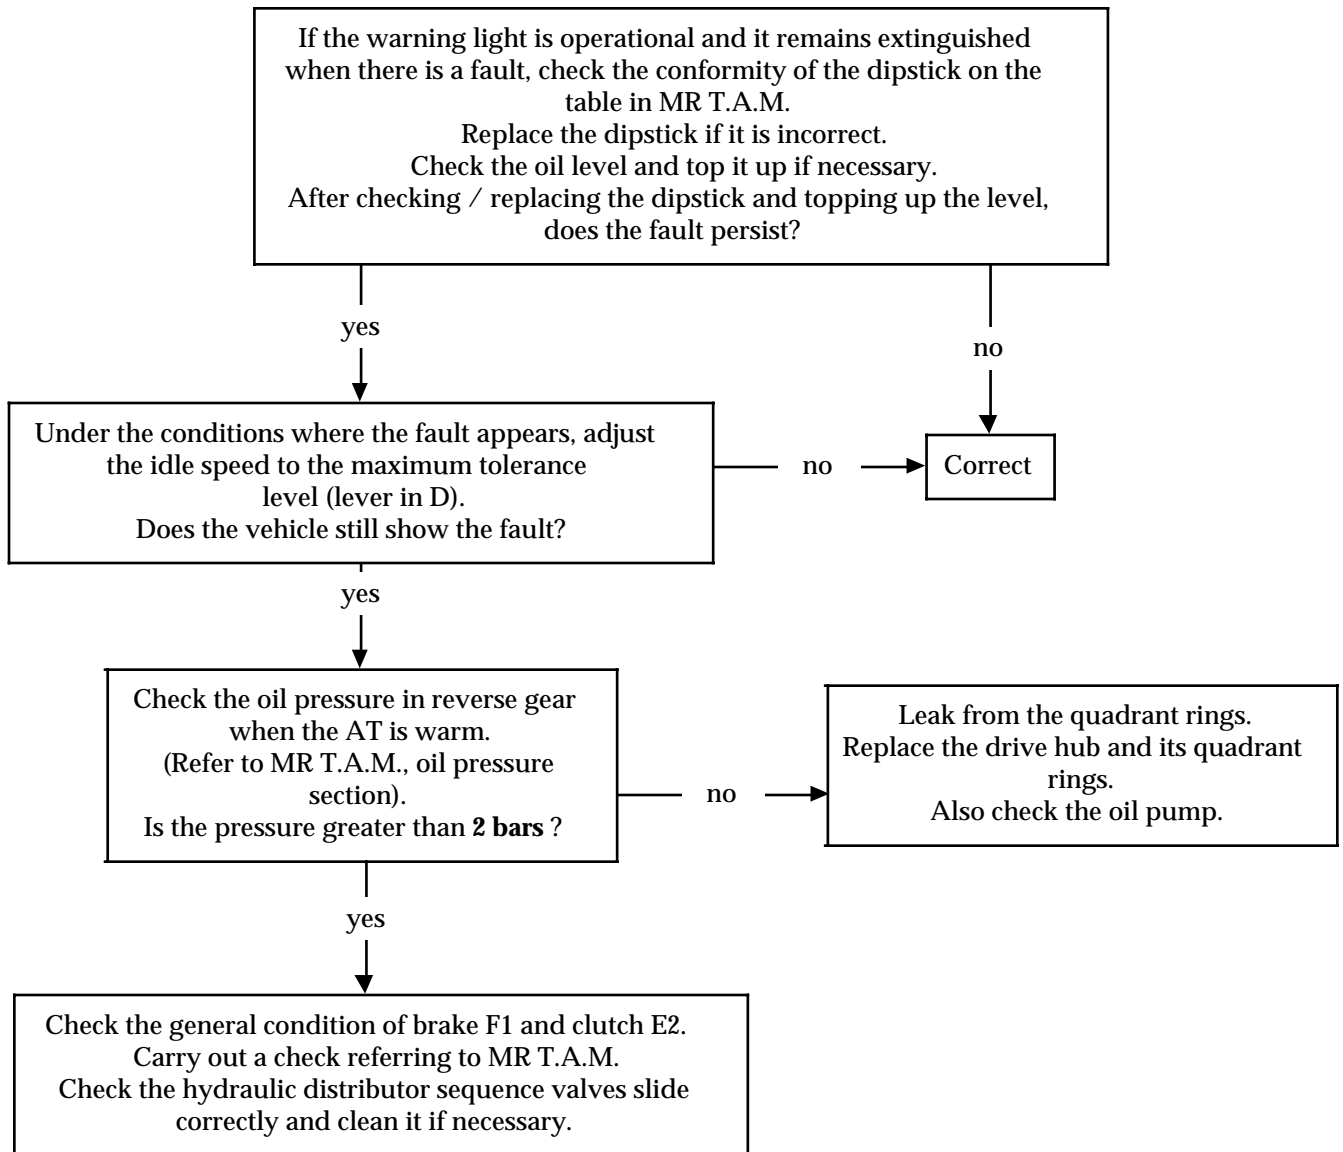 If the warning light is operational and it remains extinguished
when there is a fault, check the conformity of the dipstick on the
table in MR T.A.M.
Replace the dipstick if it is incorrect.
Check the oil level and top it up if necessary.
After checking / replacing the dipstick and topping up the level,
does the fault persist?
yes
no
Under the conditions where the fault appears, adjust
the idle speed to the maximum tolerance
level (lever in D).
Does the vehicle still show the fault?
no
Correct
yes
Check the oil pressure in reverse gear
when the AT is warm.
(Refer to MR T.A.M., oil pressure
section).
Is the pressure greater than 2 bars ?
no
Leak from the quadrant rings.
Replace the drive hub and its quadrant
rings.
Also check the oil pump.
yes
Check the general condition of brake F1 and clutch E2.
Carry out a check referring to MR T.A.M.
Check the hydraulic distributor sequence valves slide
correctly and clean it if necessary.